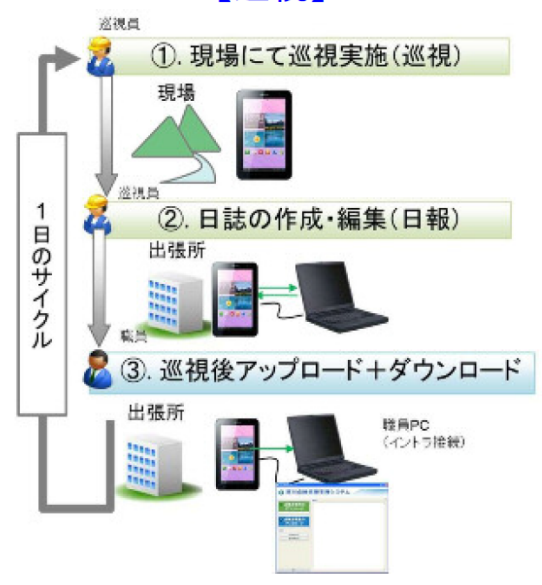 【巡視】
巡視員
①. 現場にて巡視実施(巡視)
現場
巡視員
②. 日誌の作成・編集(日報)
出張所
1日のサイクル
職員
③. 巡視後アップロード＋ダウンロード
出張所
職員PC
(イントラ接続)